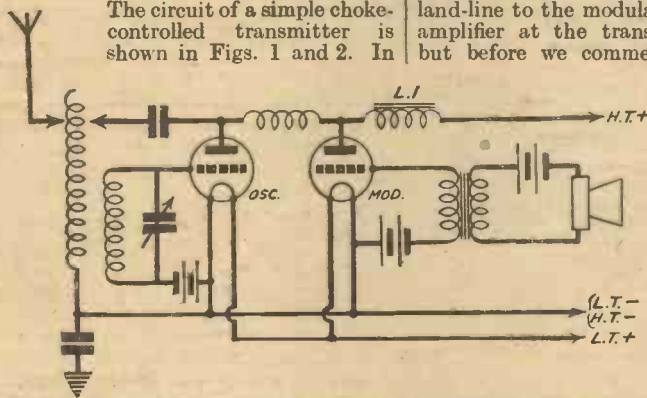 The circuit of a simple choke-
controlled transmitter is
shown in Figs. 1 and 2. In
land-line to the modula
amplifier at the trans
but before we comme
L.1
H.T.+
OSC.
MOD.
L.T.-
H.T.-
L.T.+